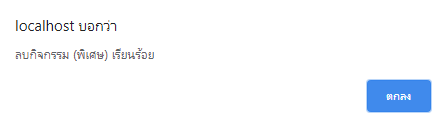 localhost บอกว่า
ลบกิจกรรม (พิเศษ) เรียนร้อย
ตกลง